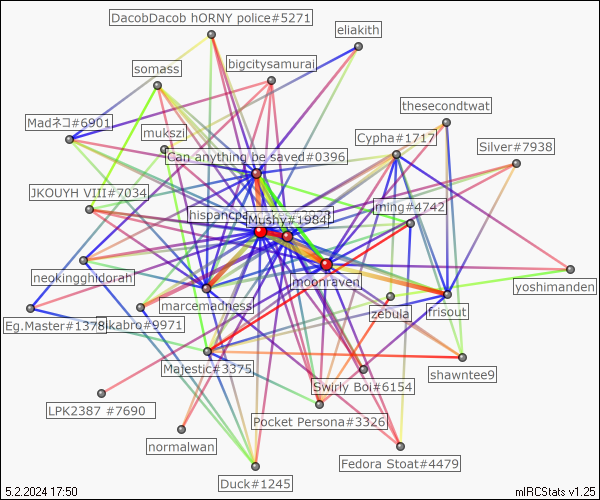 DacobDacob hORNY police#5271
eliakith
bigcitysamurai
somass
thesecondtwat
Madネコ#6901
mukszi
Cypha#1717
Silver#7938
Can anything be saved#0396
JKOUYH VIII#7034
ming#4742
Mushy#1984
neokingghidorah
moonraven
yoshimanden
marcemadness
zebula
frisout
Eg.Master#1378
ikabro#9971
Majestic#3375
shawntee9
Swirly Boi#6154
LPK2387 #7690
Pocket Persona#3326
normalwan
Fedora Stoat#4479
Duck#1245
5.2.2024 17:50
mIRCStats v1.25